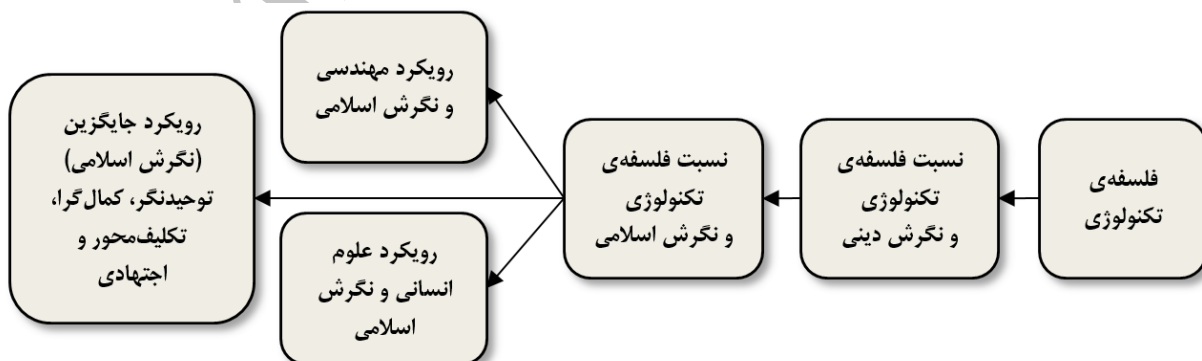 فلسفه‌ی
تکنولوژی
نسبت فلسفه‌ی
تکنولوژی
و نگرش دینی
نسبت فلسفه‌ی
تکنولوژی
و نگرش اسلامی
رویکرد مهندسی
و نگرش اسلامی
رویکرد علوم
انسانی و نگرش
اسلامی
رویکرد جایگزین
(نگرش اسلامی)
توحیدنگر، کمال‌گرا،
تکلیف‌محور و
اجتهادی